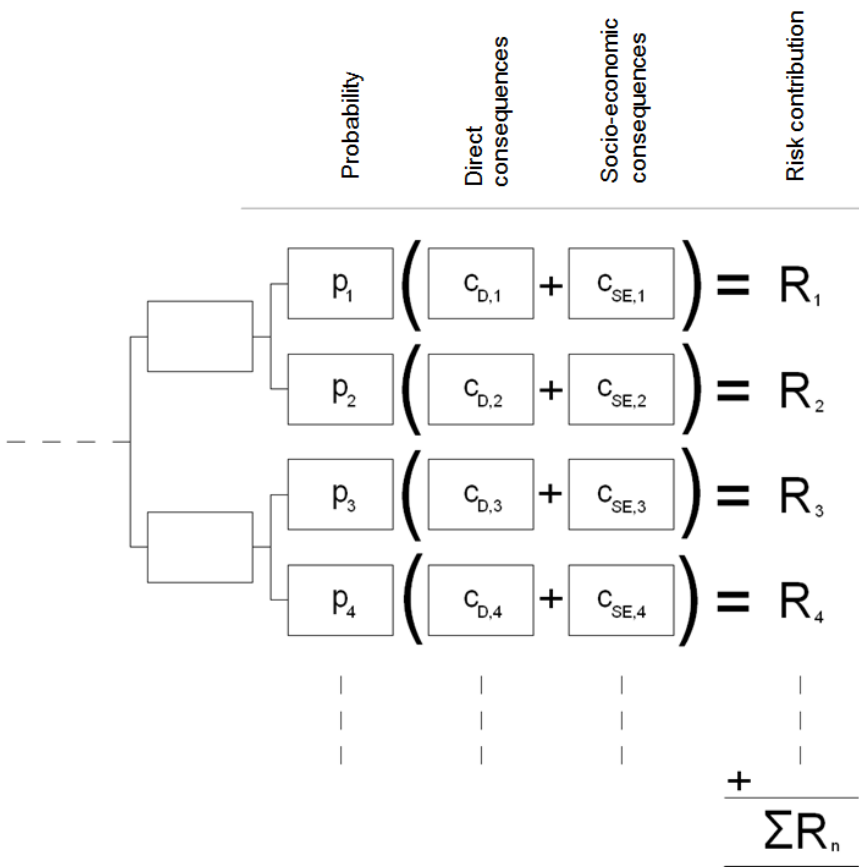 Probability
Direct
consequences
Socio-economic
consequences
Risk contribution
p1 ( CD,1 + CSE,1 ) = R1
p2 ( CD,2 + CSE,2 ) = R2
p3 ( CD,3 + CSE,3 ) = R3
p4 ( CD,4 + CSE,4 ) = R4
+
ΣRn